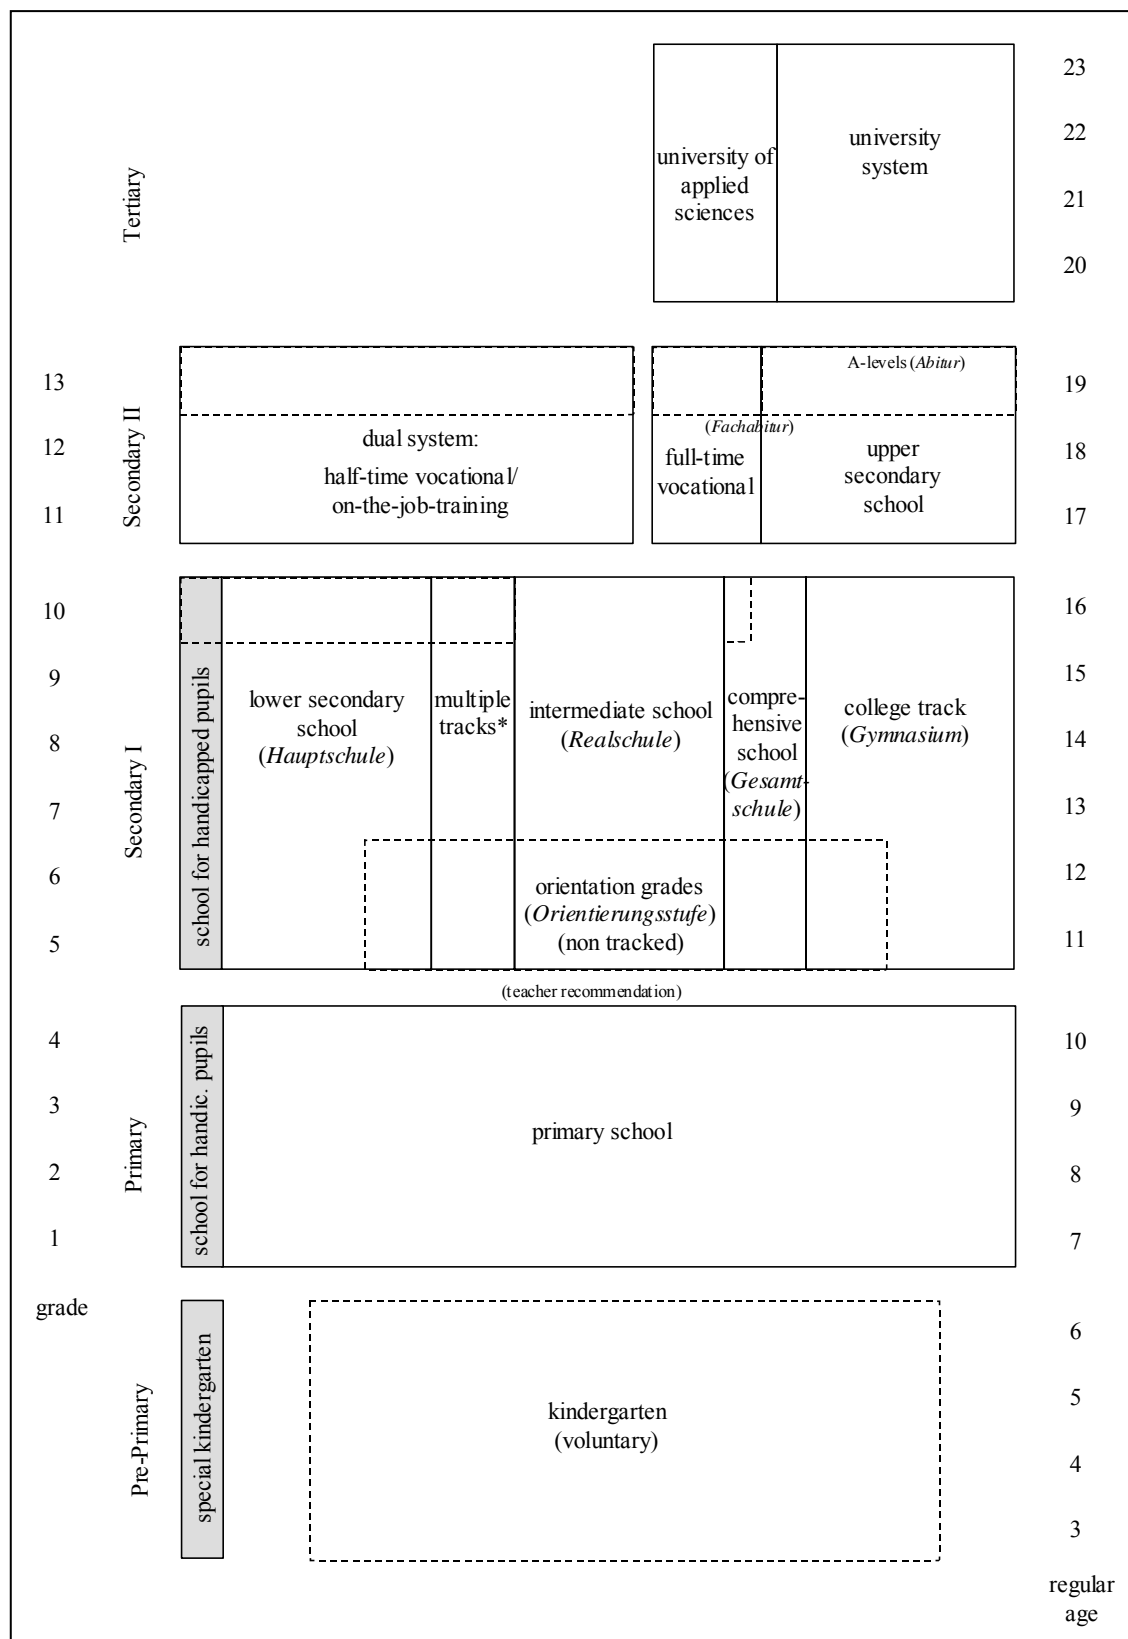 23
22
21
20
Tertiary
university of
applied
sciences
university
system
13
12
11
Secondary II
dual system:
half-time vocational/
on-the-job-training
(Fachabitur)
full-time
vocational
A-levels (Abitur)
upper
secondary
school
19
18
17
10
9
8
7
6
5
Secondary I
school for handicapped pupils
lower secondary
school
(Hauptschule)
multiple
tracks*
intermediate school
(Realschule)
compre-
hensive
school
(Gesamt-
schule)
college track
(Gymnasium)
orientation grades
(Orientierungsstufe)
(non tracked)
16
15
14
13
12
11
(teacher recommendation)
4
3
2
1
Primary
school for handic. pupils
primary school
10
9
8
7
grade
Pre-Primary
special kindergarten
kindergarten
(voluntary)
6
5
4
3
regular
age